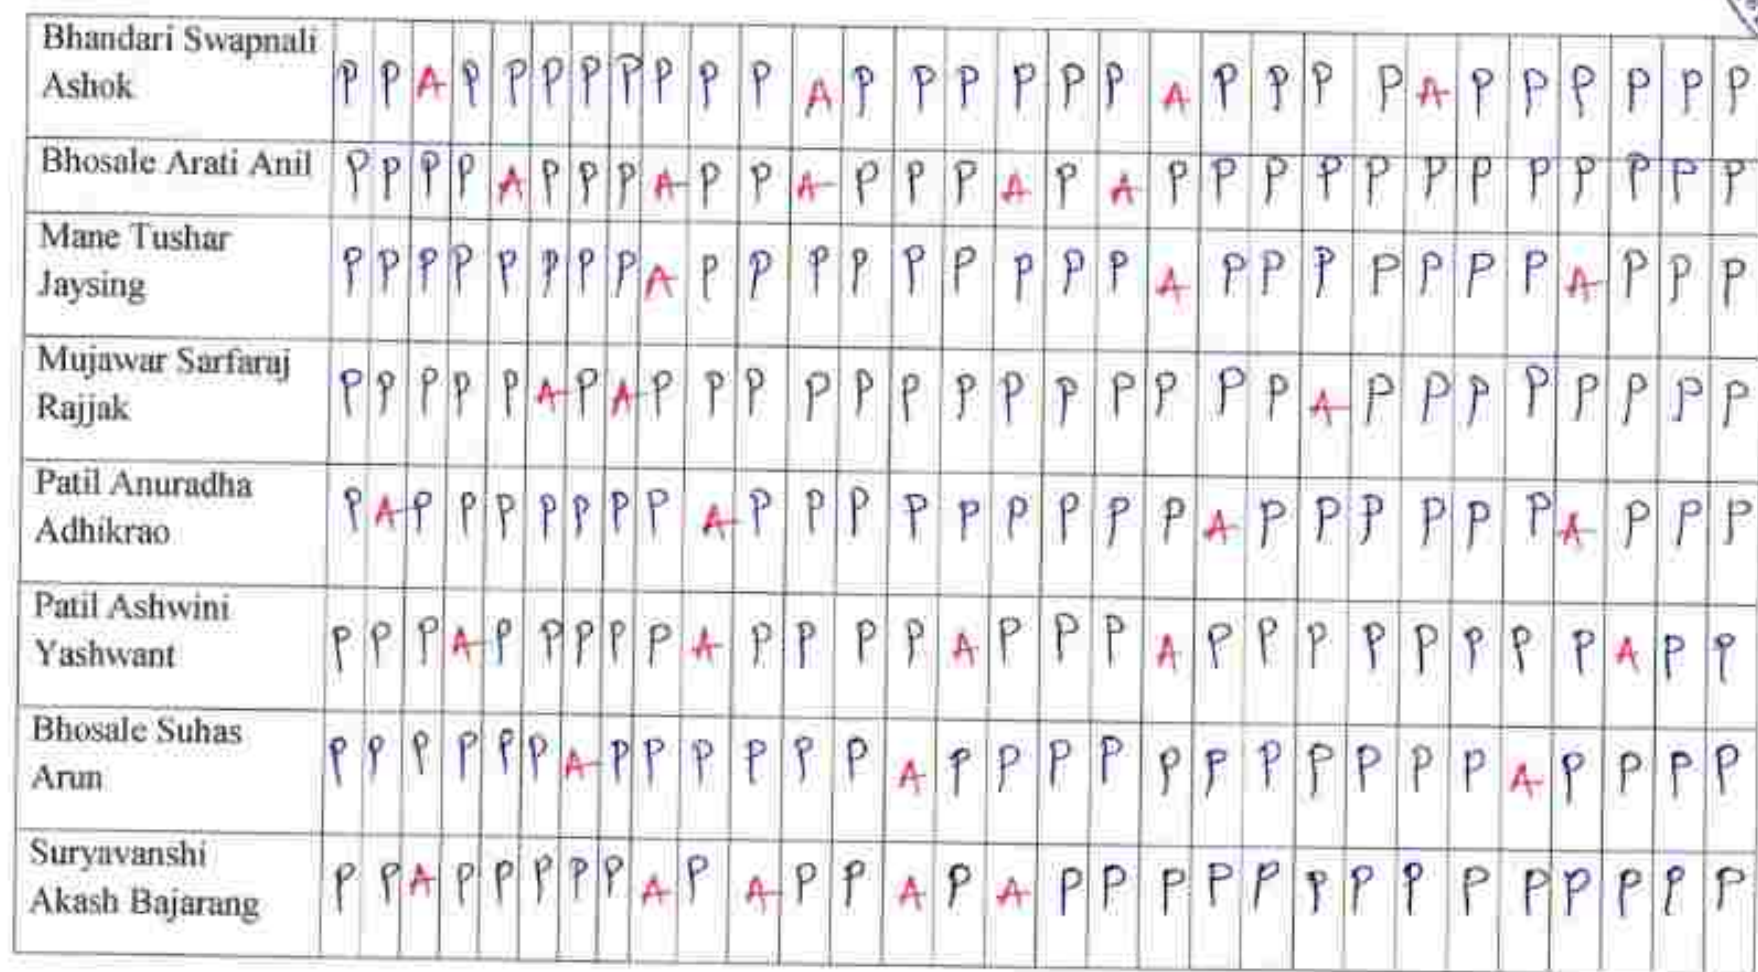 Bhandari Swapnali
Ashok P P A P P P P P P P P A P P P P P P A P P P P A P P P P P P
Bhosale Arati Anil P P P P A P P P A P P A P P P A P A P P P P P P P P P P P P
Mane Tushar
Jaysing P P P P P P P P A P P P P P P P P P A P P P P P P P A P P P
Mujawar Sarfaraj
Rajjak P P P P P A P A P P P P P P P P P P P P P A P P P P P P P P
Patil Anuradha
Adhikrao P A P P P P P P P A P P P P P P P P P A P P P P P P A P P P
Patil Ashwini
Yashwant P P P A P P P P P A P P P P A P P P A P P P P P P P P A P P
Bhosale Suhas
Arun P P P P P P A P P P P P P A P P P P P P P P P P P A P P P P
Suryavanshi
Akash Bajarang P P A P P P P P A P A P P A P A P P P P P P P P P P P P P P